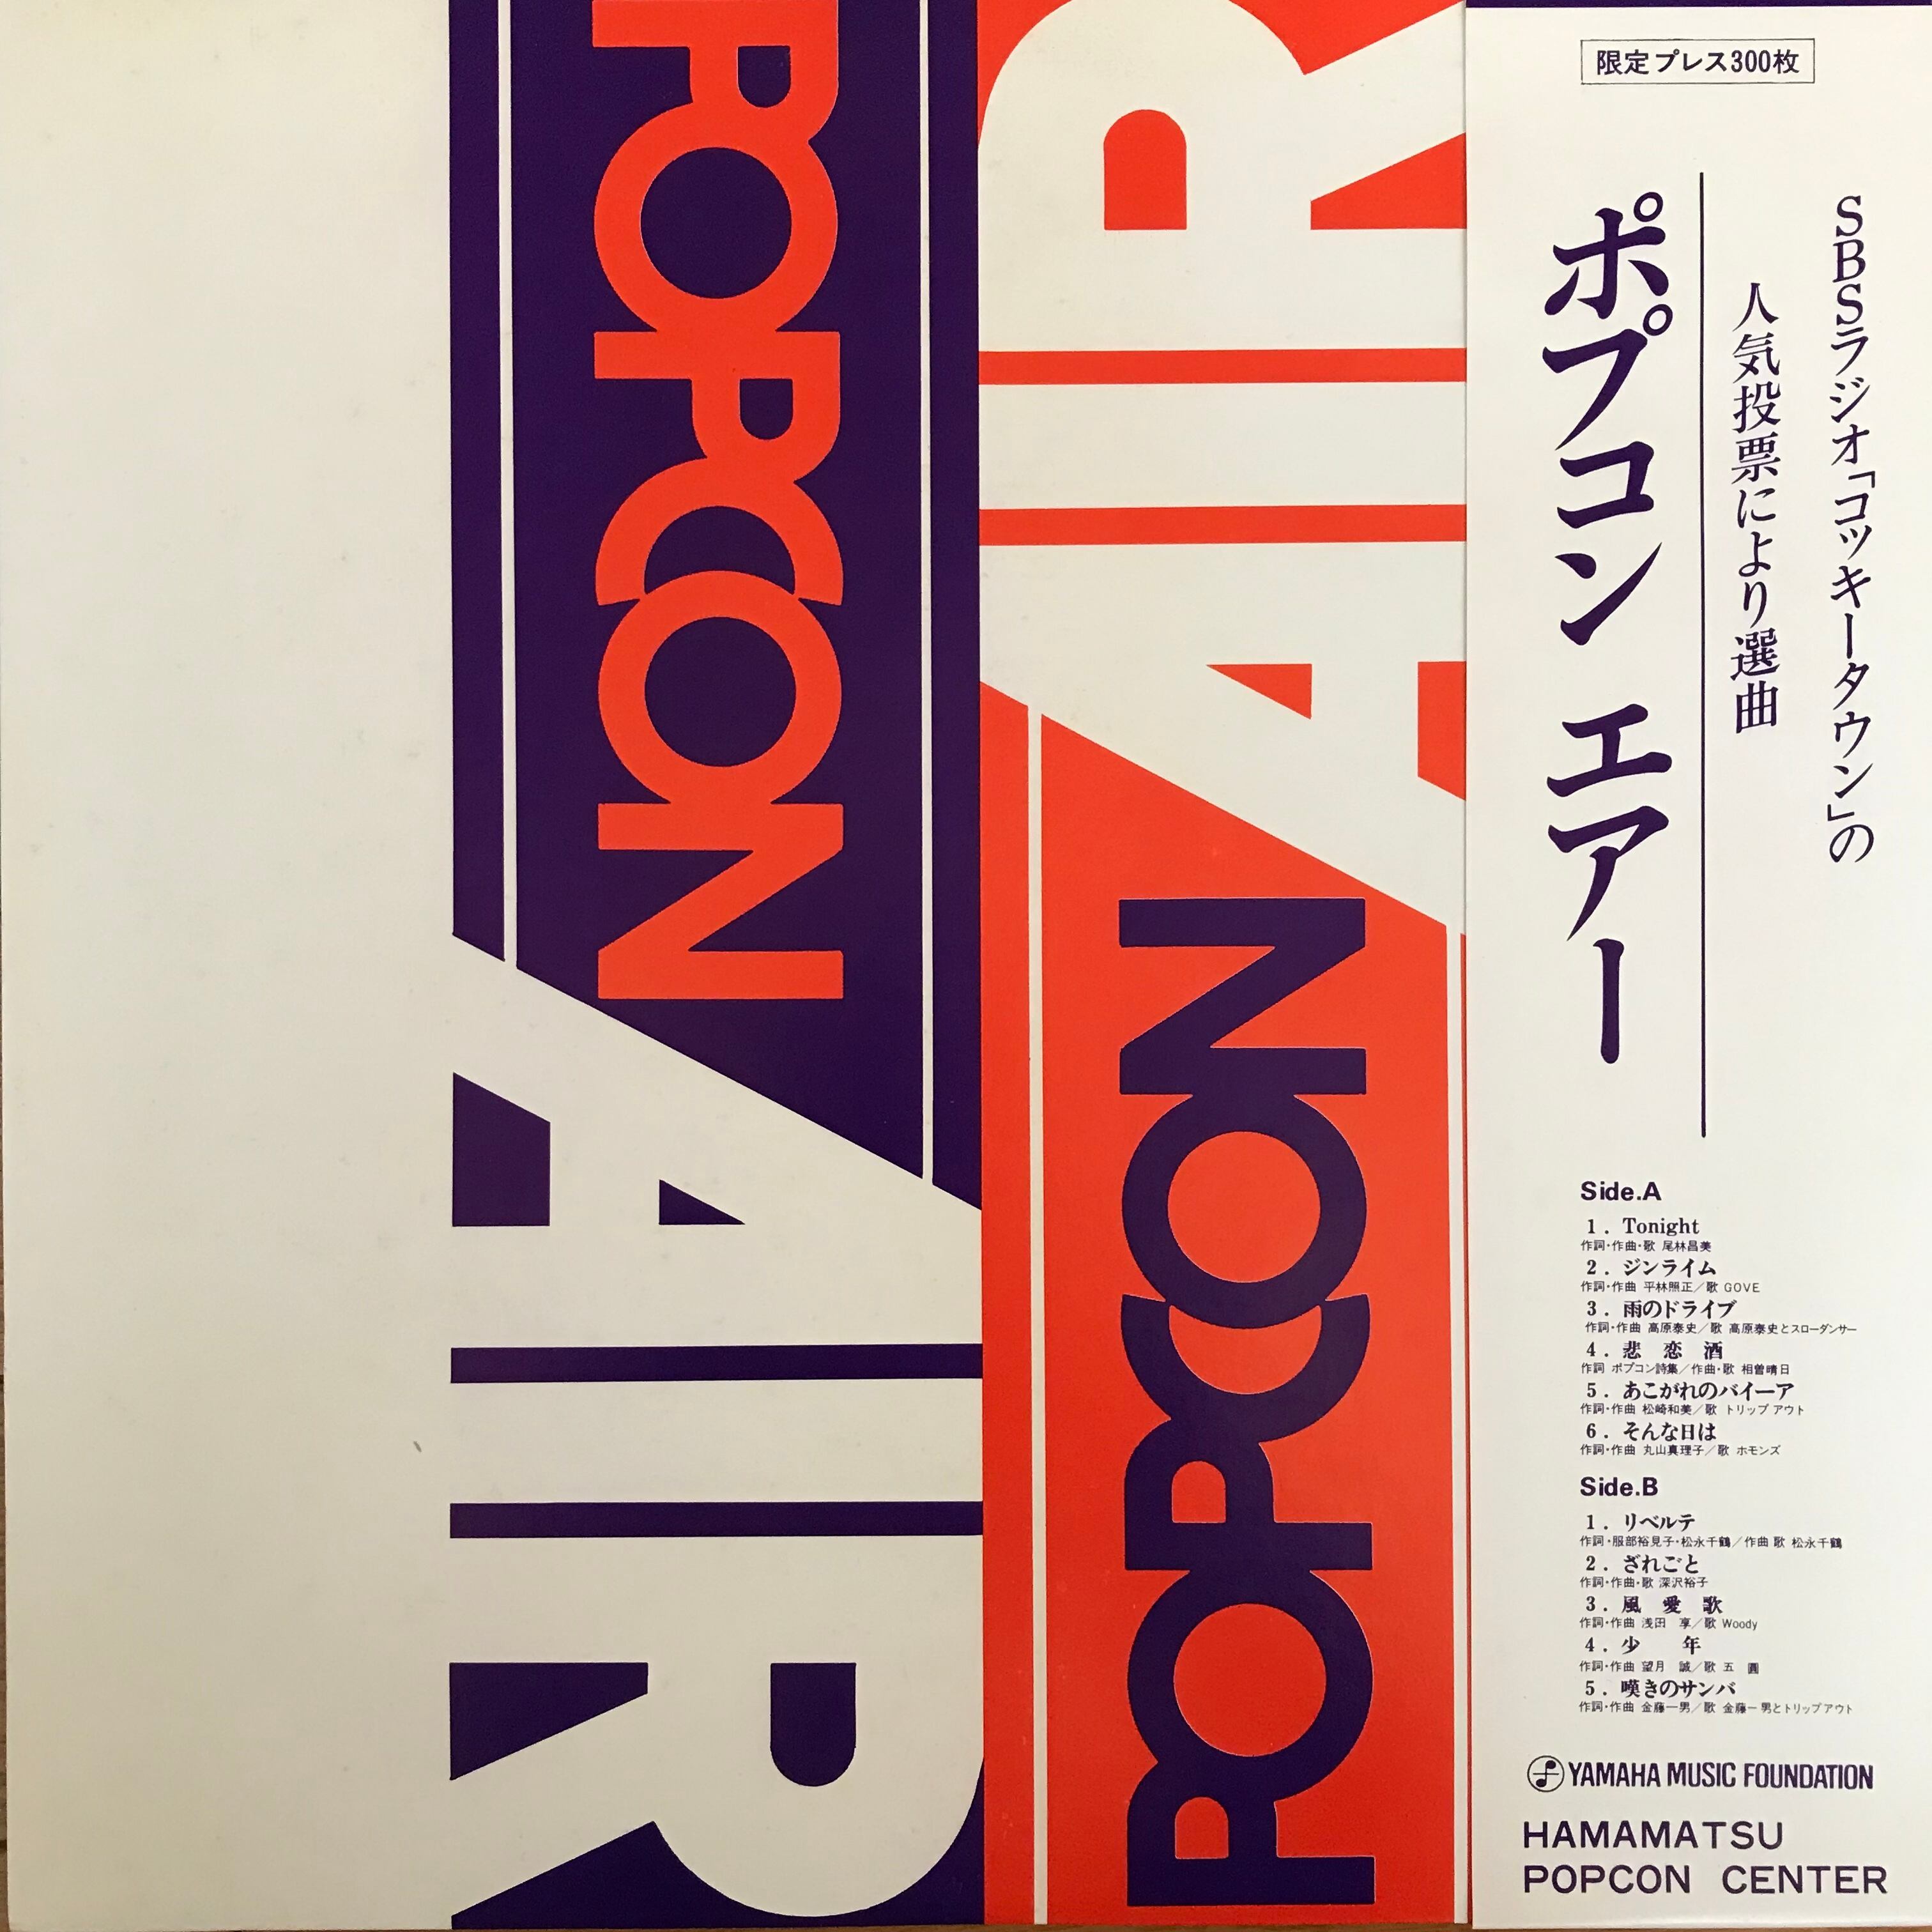 POPCON
AIR
AIR
POPCON
限定プレス300枚
SBSラジオ「コッキータウン」の
人気投票により選曲
ポプコン エアー
Side.A
1. Tonight
作詞・作曲・歌 尾林昌美
2. ジンライム
作詞・作曲 平林照正／歌 GOVE
3. 雨のドライブ
作詞・作曲 高原泰史／歌 高原泰史とスローダンサー
4. 悲 恋 酒
作詞 ポプコン詩集／作曲・歌 相曽晴日
5. あこがれのバイーア
作詞・作曲 松崎和美／歌 トリップ アウト
6. そんな日は
作詞・作曲 丸山真理子／歌 ホモンズ
Side.B
1. リベルテ
作詞・服部裕見子・松永千鶴／作曲 歌 松永千鶴
2. ざれごと
作詞・作曲・歌 深沢裕子
3. 風 愛 歌
作詞・作曲 浅田 享／歌 Woody
4. 少 年
作詞・作曲 望月 誠／歌 五 圓
5. 嘆きのサンバ
作詞・作曲 金藤一男／歌 金藤一男とトリップアウト
YAMAHA MUSIC FOUNDATION
HAMAMATSU
POPCON CENTER